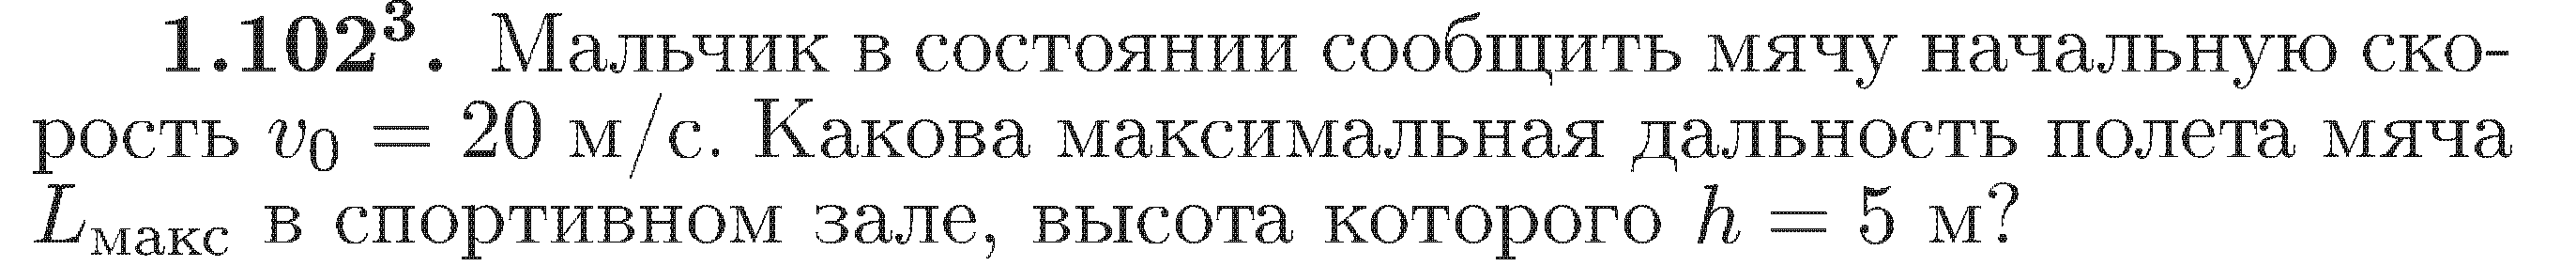 1.102³. Мальчик в состоянии сообщить мячу начальную ско-
рость v₀ = 20 м/с. Какова максимальная дальность полета мяча
Lмакс в спортивном зале, высота которого h = 5 м?